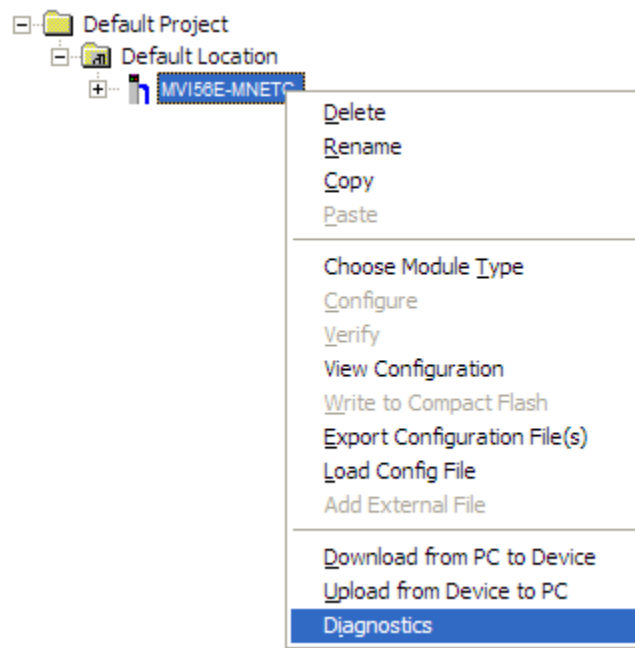 Default Project
Default Location
MVI56E-MNETC
Delete
Rename
Copy
Paste
Choose Module Type
Configure
Verify
View Configuration
Write to Compact Flash
Export Configuration File(s)
Load Config File
Add External File
Download from PC to Device
Upload from Device to PC
Diagnostics